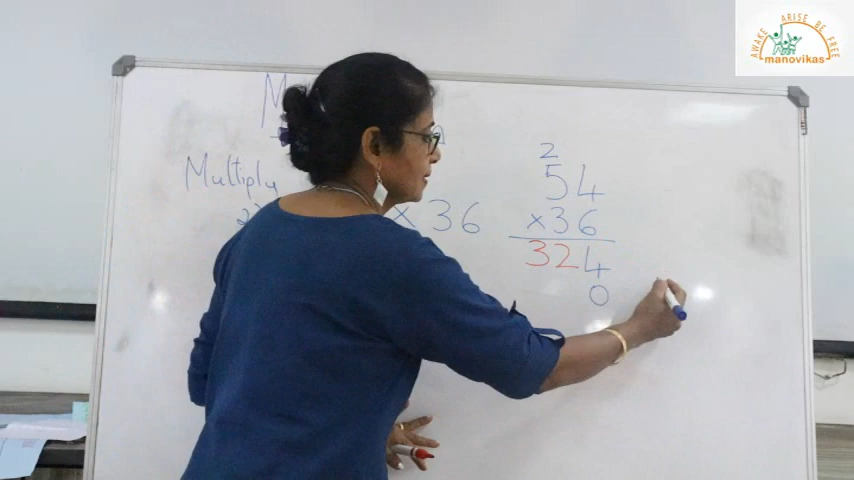 AWAKE ARISE BE FREE
manovikas
Multiply
× 36
2
54
×36
324
0